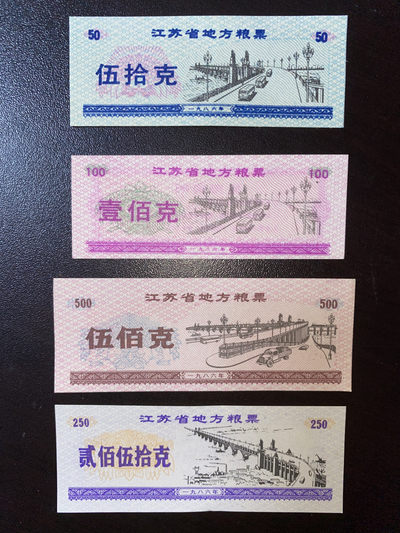 江苏省地方粮票
50 50
伍拾克
一九八六年
江苏省地方粮票
100 100
壹佰克
一九八六年
江苏省地方粮票
500 500
伍佰克
一九八六年
江苏省地方粮票
250 250
贰佰伍拾克
一九八六年